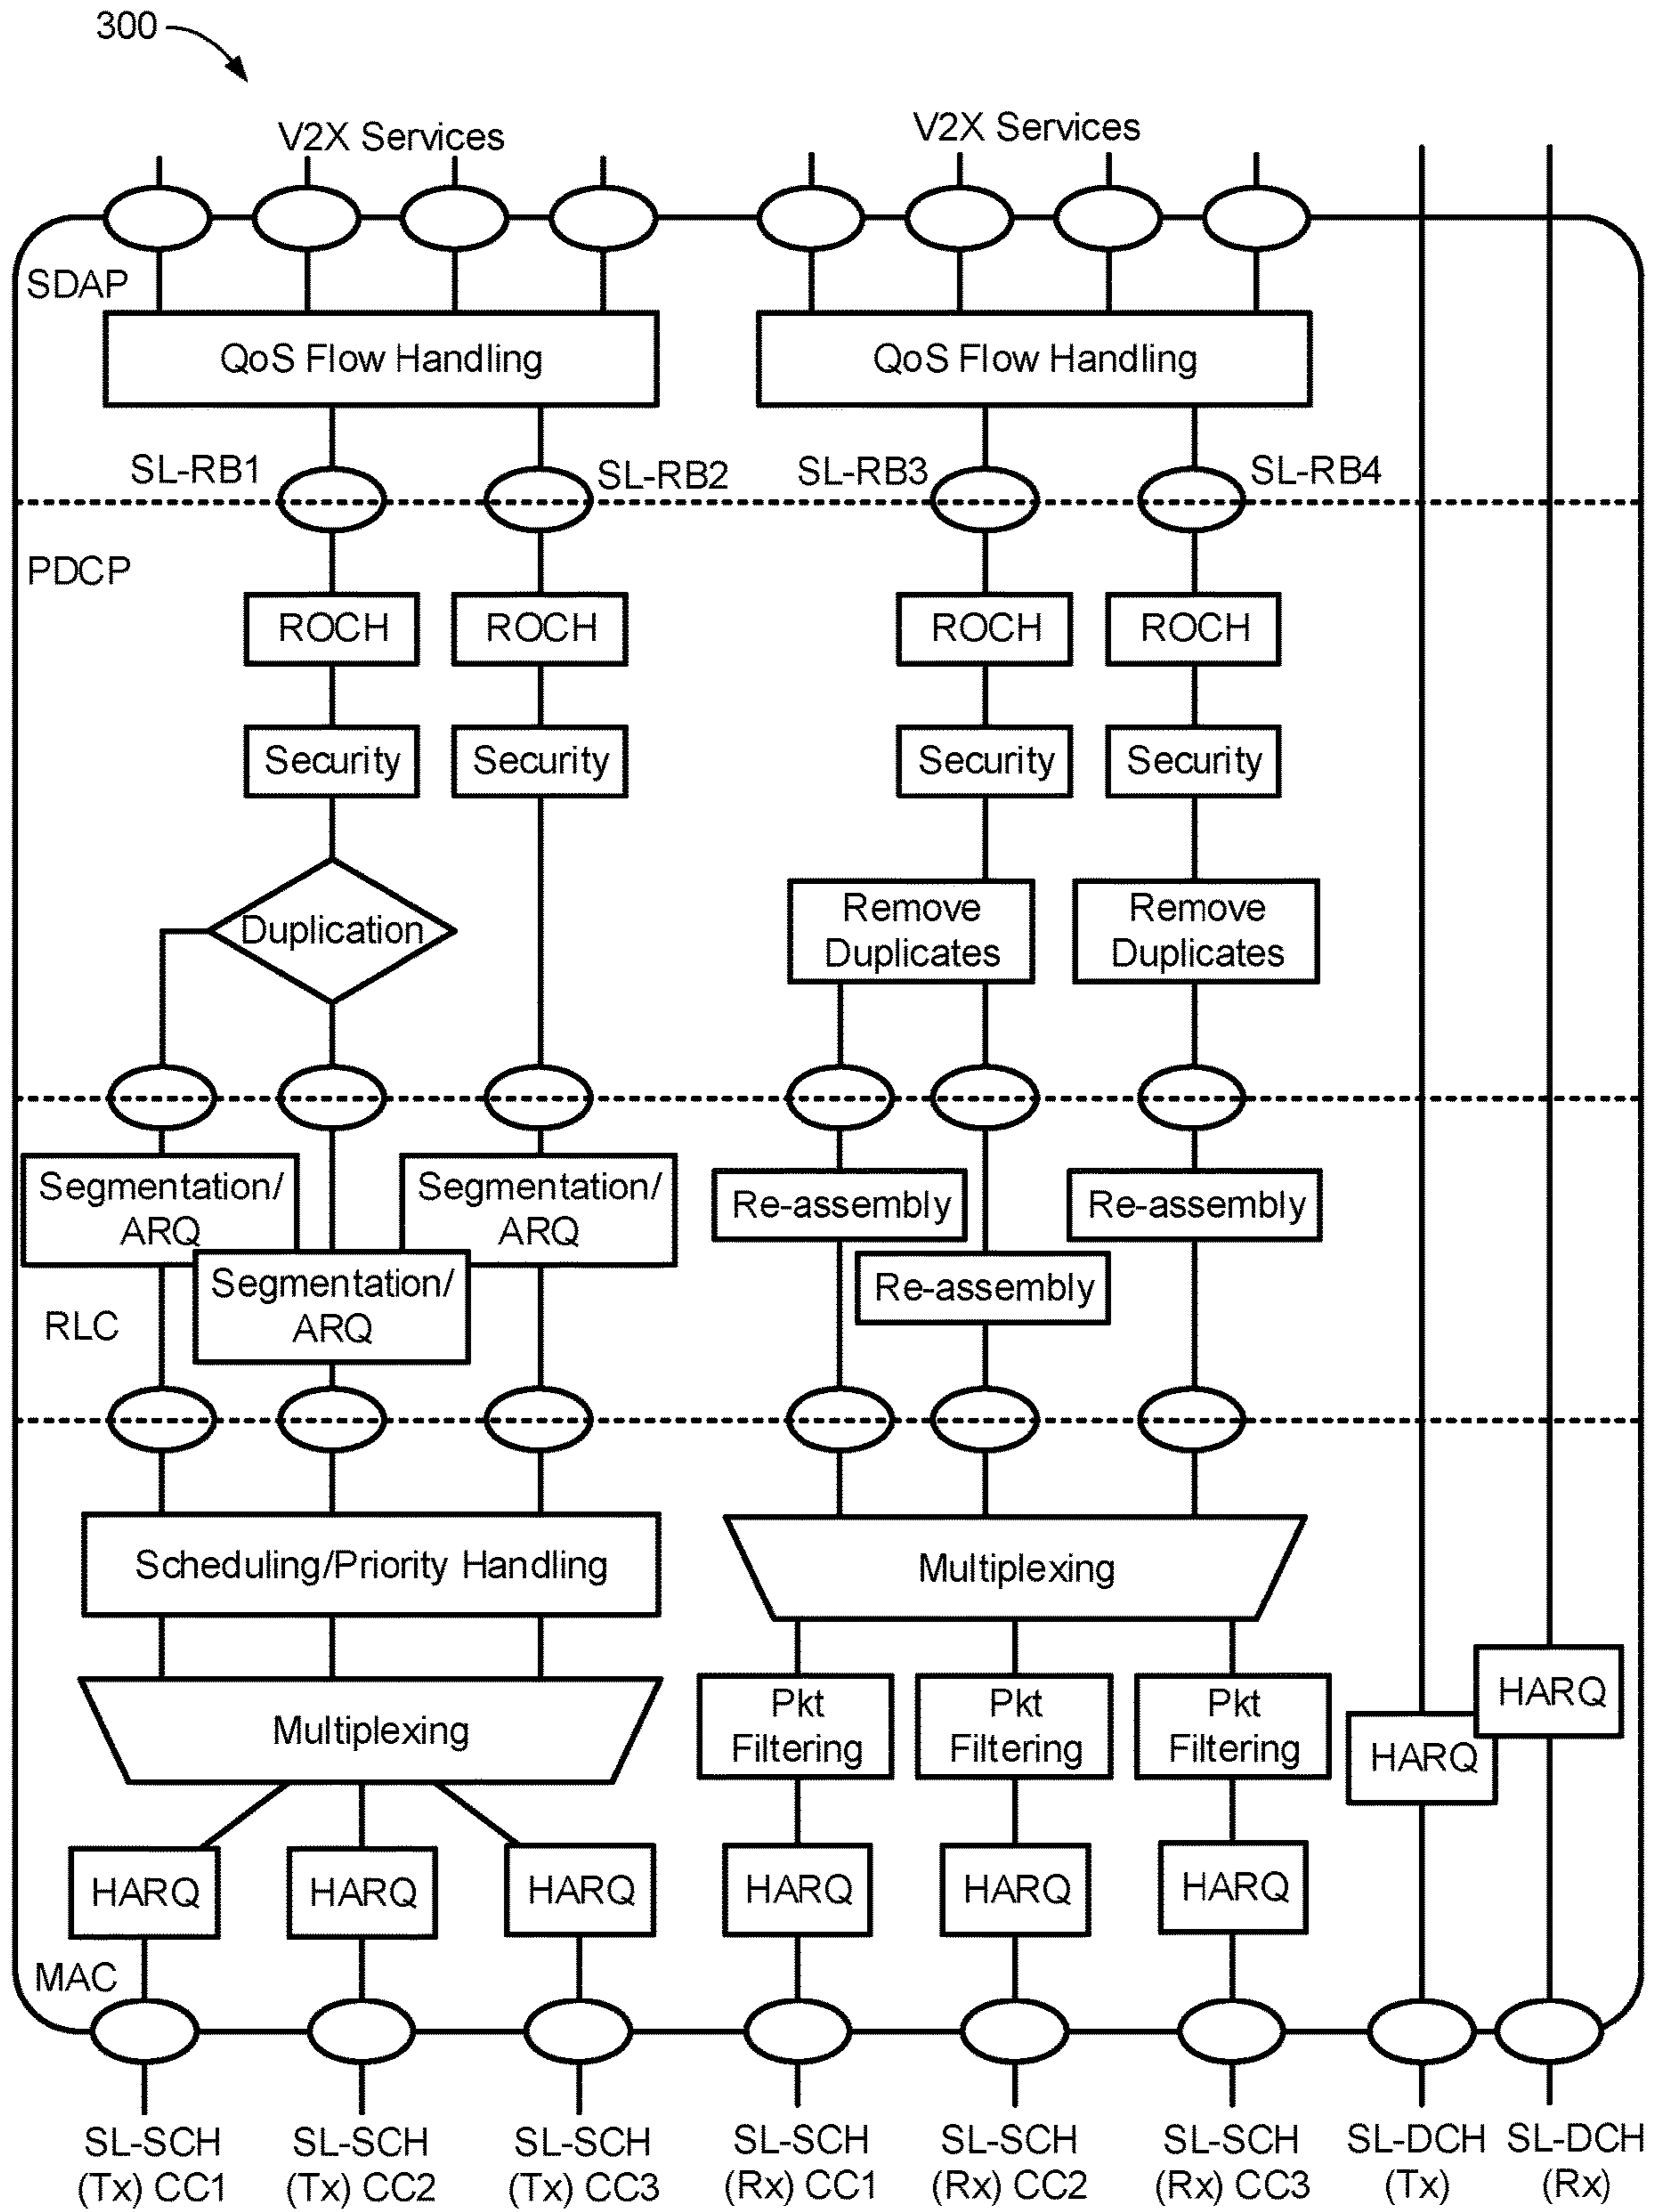 300
V2X Services
V2X Services
SDAP
QoS Flow Handling
QoS Flow Handling
SL-RB1
SL-RB2
SL-RB3
SL-RB4
PDCP
ROCH
ROCH
ROCH
ROCH
Security
Security
Security
Security
Duplication
Remove
Duplicates
Remove
Duplicates
Segmentation/
ARQ
Segmentation/
ARQ
Segmentation/
ARQ
Re-assembly
Re-assembly
Re-assembly
RLC
Scheduling/Priority Handling
Multiplexing
Multiplexing
Pkt
Filtering
Pkt
Filtering
Pkt
Filtering
HARQ
HARQ
HARQ
HARQ
HARQ
HARQ
HARQ
HARQ
MAC
SL-SCH
(Tx) CC1
SL-SCH
(Tx) CC2
SL-SCH
(Tx) CC3
SL-SCH
(Rx) CC1
SL-SCH
(Rx) CC2
SL-SCH
(Rx) CC3
SL-DCH
(Tx)
SL-DCH
(Rx)